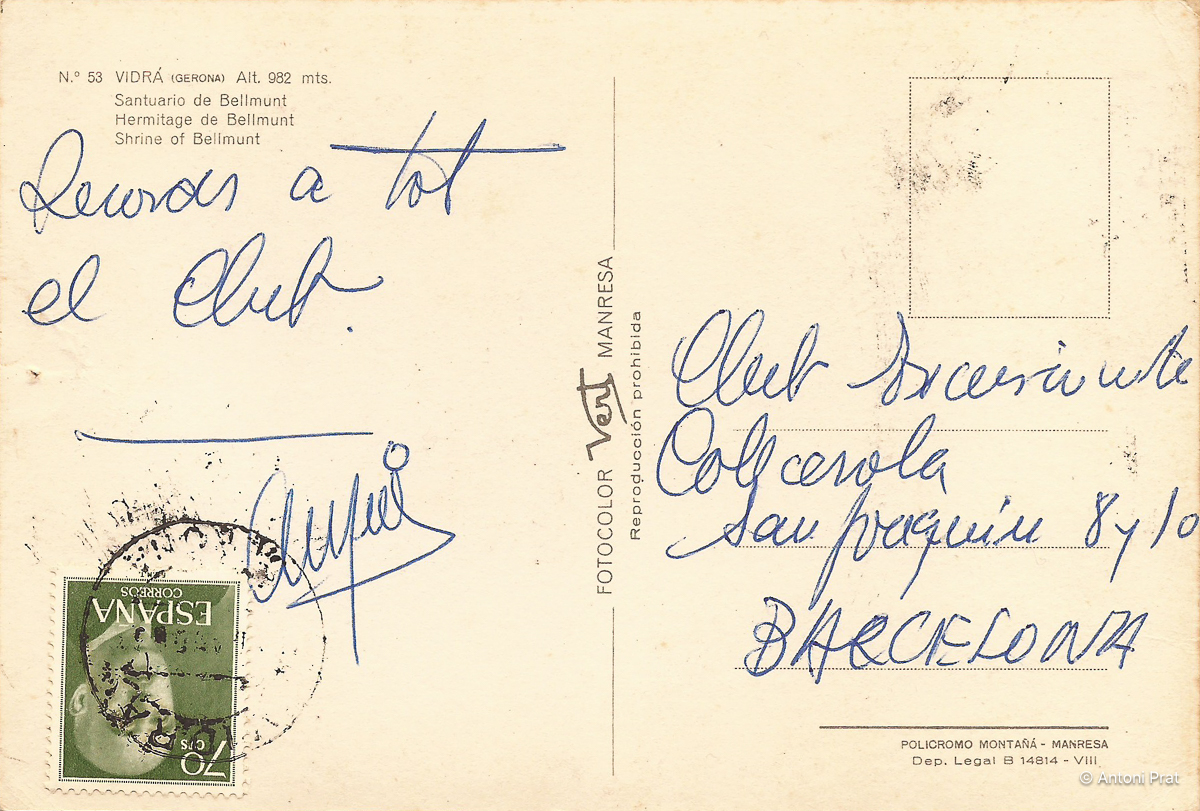 N.º 53 VIDRÁ (GERONA) Alt. 982 mts.
Santuario de Bellmunt
Hermitage de Bellmunt
Shrine of Bellmunt
Records a tot
el Club.
FOTOCOLOR Vert MANRESA
Reproducción prohibida
Club Excursionista
Collcerola
San Joaquin 8 y 10
BARCELONA
ESPAÑA
CORREOS
70 CTS
POLICROMO MONTAÑÁ - MANRESA
Dep. Legal B 14814 - VIII
© Antoni Prat